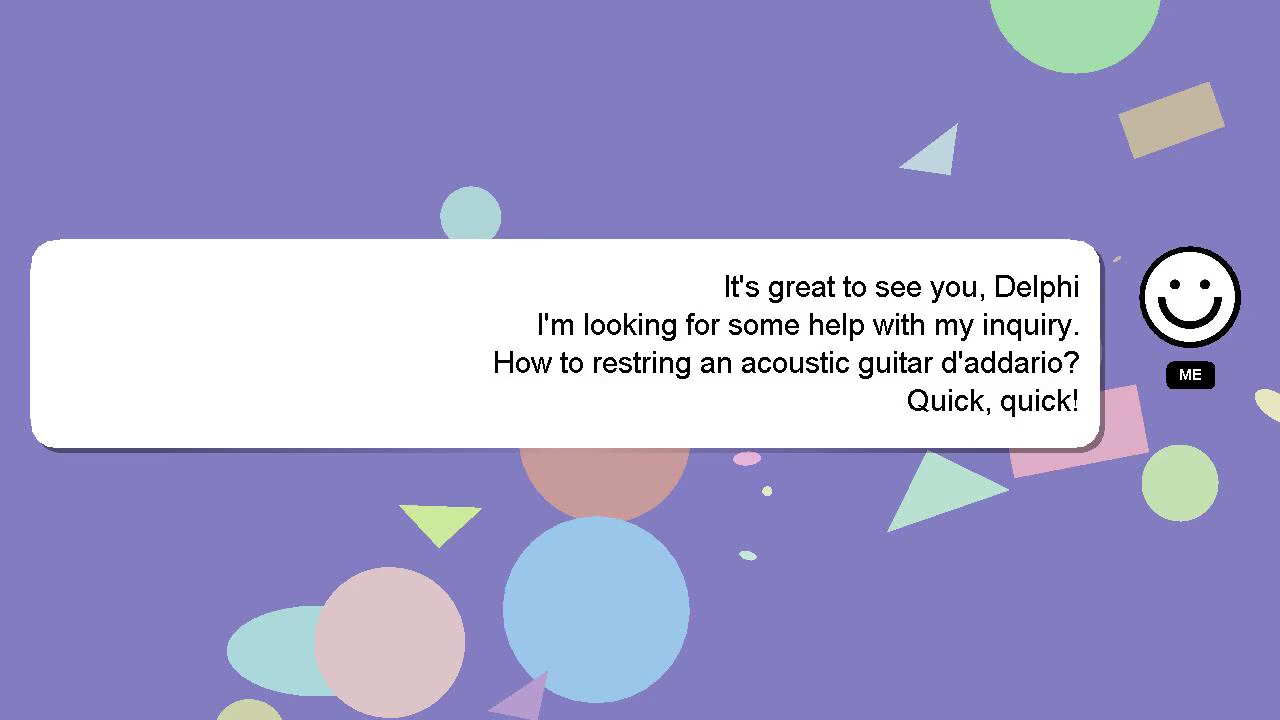 It's great to see you, Delphi
I'm looking for some help with my inquiry.
How to restring an acoustic guitar d'addario?
Quick, quick!
ME